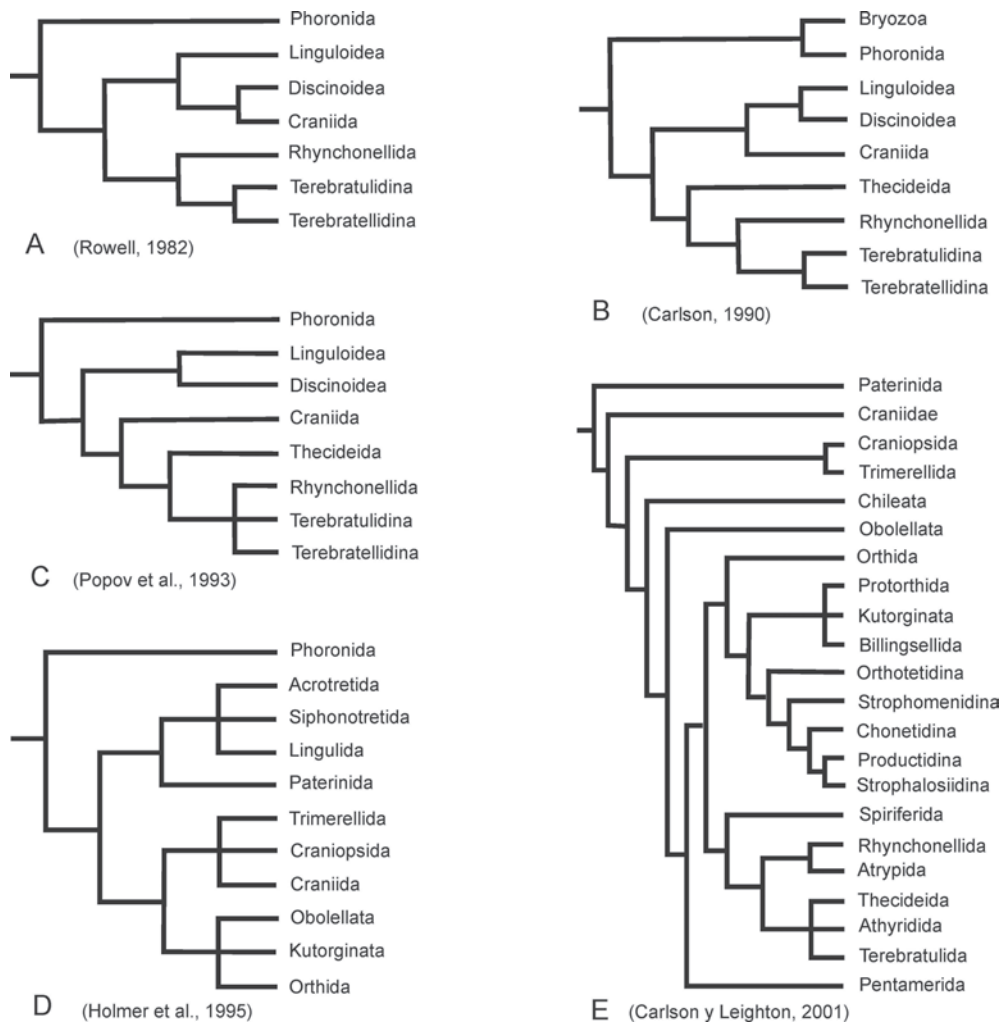 Phoronida
Linguloidea
Discinoidea
Craniida
Rhynchonellida
Terebratulidina
Terebratellidina
A (Rowell, 1982)
Bryozoa
Phoronida
Linguloidea
Discinoidea
Craniida
Thecideida
Rhynchonellida
Terebratulidina
Terebratellidina
B (Carlson, 1990)
Phoronida
Linguloidea
Discinoidea
Craniida
Thecideida
Rhynchonellida
Terebratulidina
Terebratellidina
C (Popov et al., 1993)
Phoronida
Acrotretida
Siphonotretida
Lingulida
Paterinida
Trimerellida
Craniopsida
Craniida
Obolellata
Kutorginata
Orthida
D (Holmer et al., 1995)
Paterinida
Craniidae
Craniopsida
Trimerellida
Chileata
Obolellata
Orthida
Protorthida
Kutorginata
Billingsellida
Orthotetidina
Strophomenidina
Chonetidina
Productidina
Strophalosiidina
Spiriferida
Rhynchonellida
Atrypida
Thecideida
Athyridida
Terebratulida
Pentamerida
E (Carlson y Leighton, 2001)